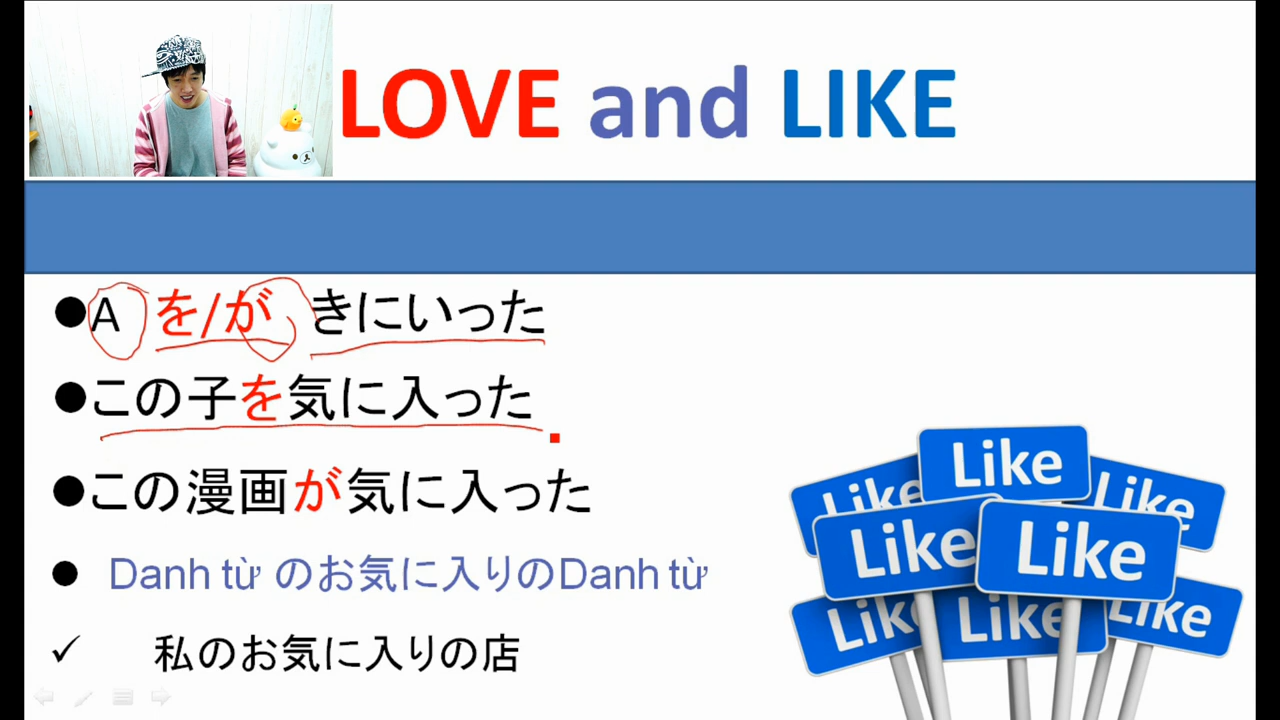 LOVE and LIKE
●A を/が きにいった
●この子を気に入った
●この漫画が気に入った
● Danh từ のお気に入りのDanh từ
✓ 私のお気に入りの店
Like
Like Like
Like Like
Like Like Like